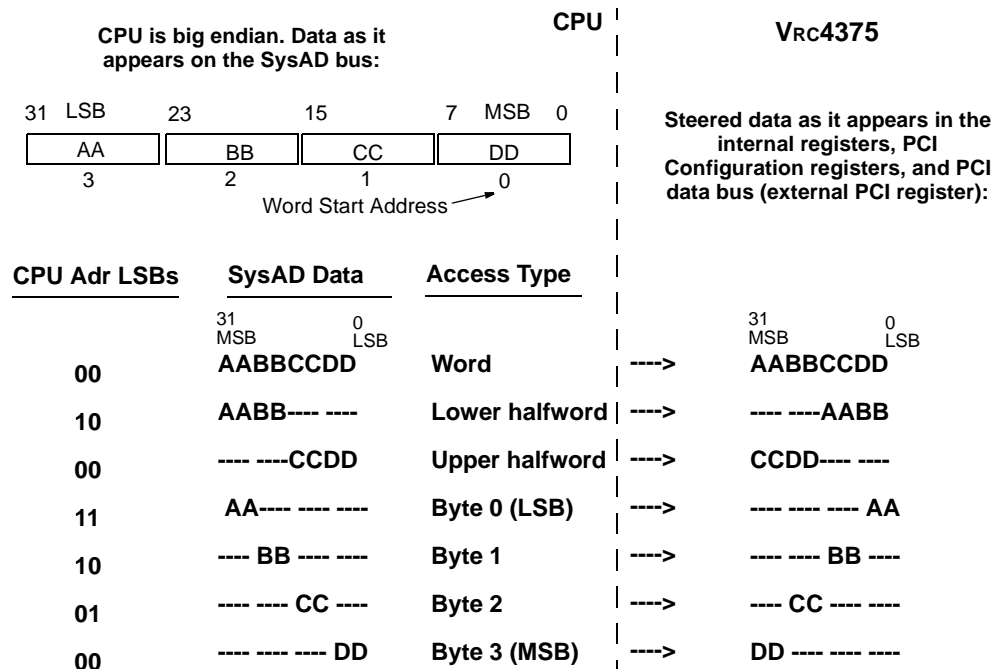 CPU
VRC4375
CPU is big endian. Data as it
appears on the SysAD bus:
31 LSB 23 15 7 MSB 0
AA BB CC DD
3 2 1 0
Word Start Address
Steered data as it appears in the
internal registers, PCI
Configuration registers, and PCI
data bus (external PCI register):
CPU Adr LSBs SysAD Data Access Type
31 0 31 0
MSB LSB MSB LSB
00 AABBCCDD Word ----> AABBCCDD
10 AABB---- ---- Lower halfword ----> ---- ----AABB
00 ---- ----CCDD Upper halfword ----> CCDD---- ----
11 AA---- ---- ---- Byte 0 (LSB) ----> ---- ---- ---- AA
10 ---- BB ---- ---- Byte 1 ----> ---- ---- BB ----
01 ---- ---- CC ---- Byte 2 ----> ---- CC ---- ----
00 ---- ---- ---- DD Byte 3 (MSB) ----> DD ---- ---- ----